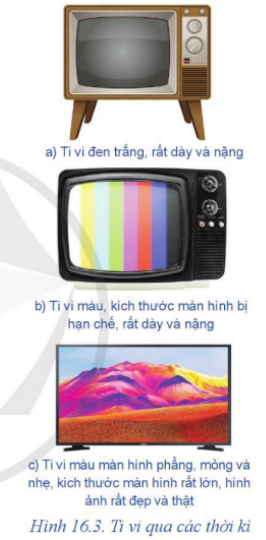 a) Ti vi đen trắng, rất dày và nặng
b) Ti vi màu, kích thước màn hình bị
hạn chế, rất dày và nặng
c) Ti vi màu màn hình phẳng, mỏng và
nhẹ, kích thước màn hình rất lớn, hình
ảnh rất đẹp và thật
Hình 16.3. Ti vi qua các thời kì